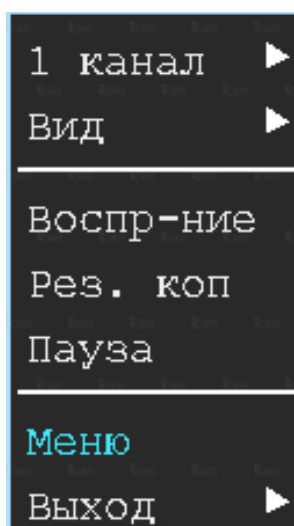 1 канал
Вид
Воспр-ние
Рез. коп
Пауза
Меню
Выход